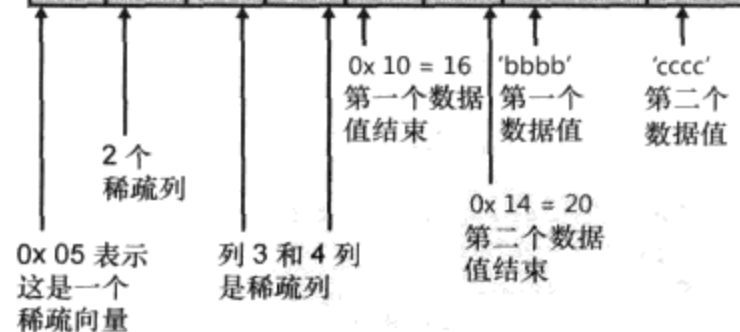 0x 10 = 16
第一个数据
值结束
'bbbb'
第一个
数据值
'cccc'
第二个
数据值
2 个
稀疏列
0x 14 = 20
第二个数据
值结束
0x 05 表示
这是一个
稀疏向量
列 3 和 4 列
是稀疏列